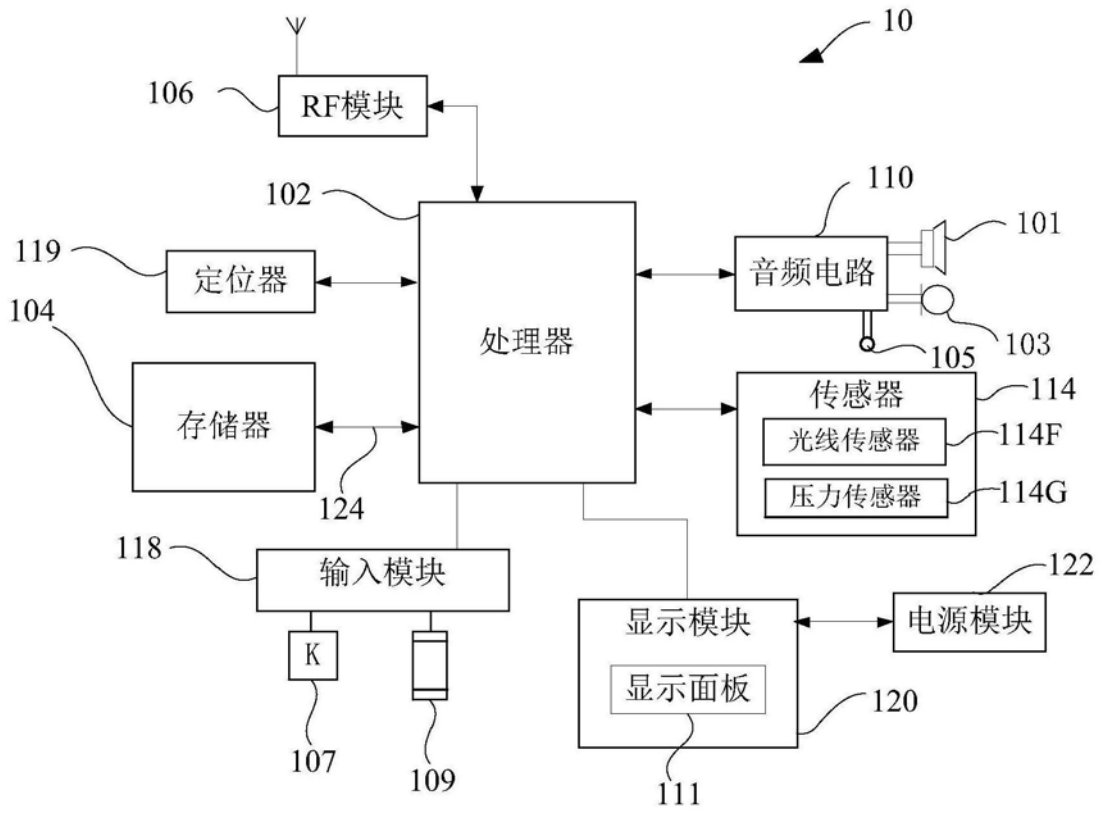 10
106
RF模块
102
110
101
119
定位器
音频电路
104
处理器
105
103
存储器
传感器
114
光线传感器
114F
124
压力传感器
114G
118
输入模块
122
显示模块
电源模块
K
显示面板
120
107
109
111